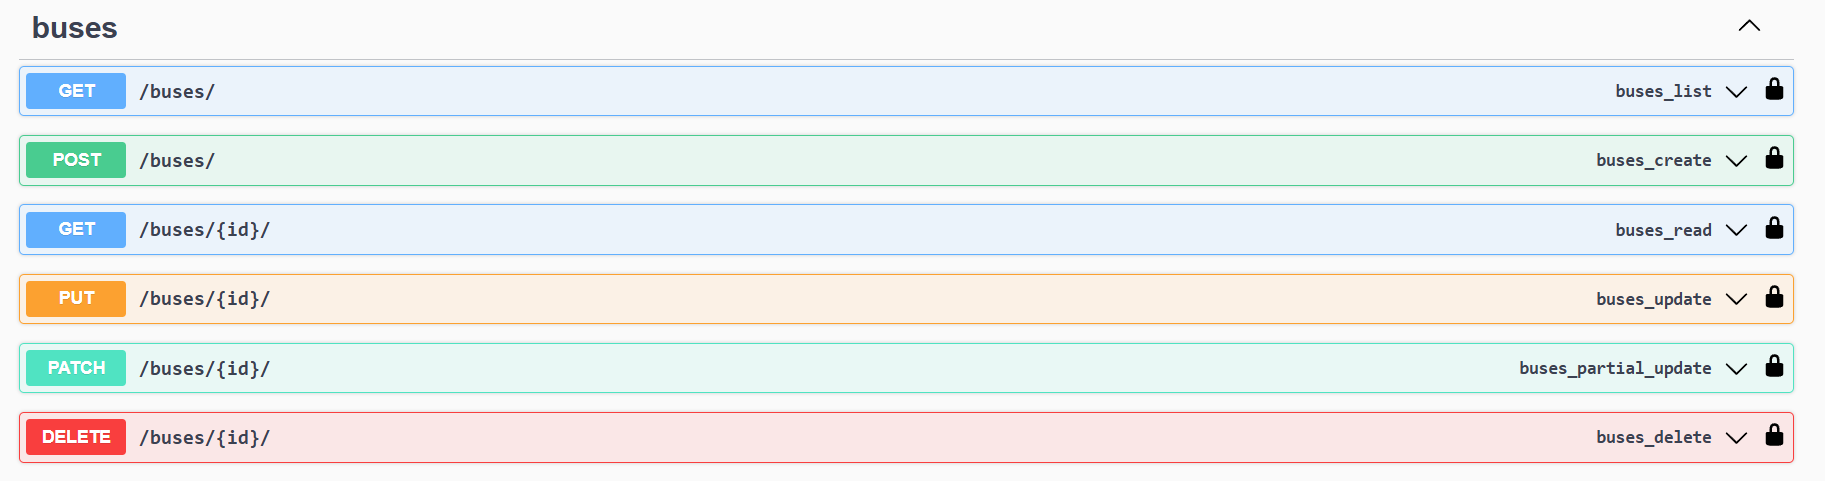 buses
GET /buses/ buses_list
POST /buses/ buses_create
GET /buses/{id}/ buses_read
PUT /buses/{id}/ buses_update
PATCH /buses/{id}/ buses_partial_update
DELETE /buses/{id}/ buses_delete